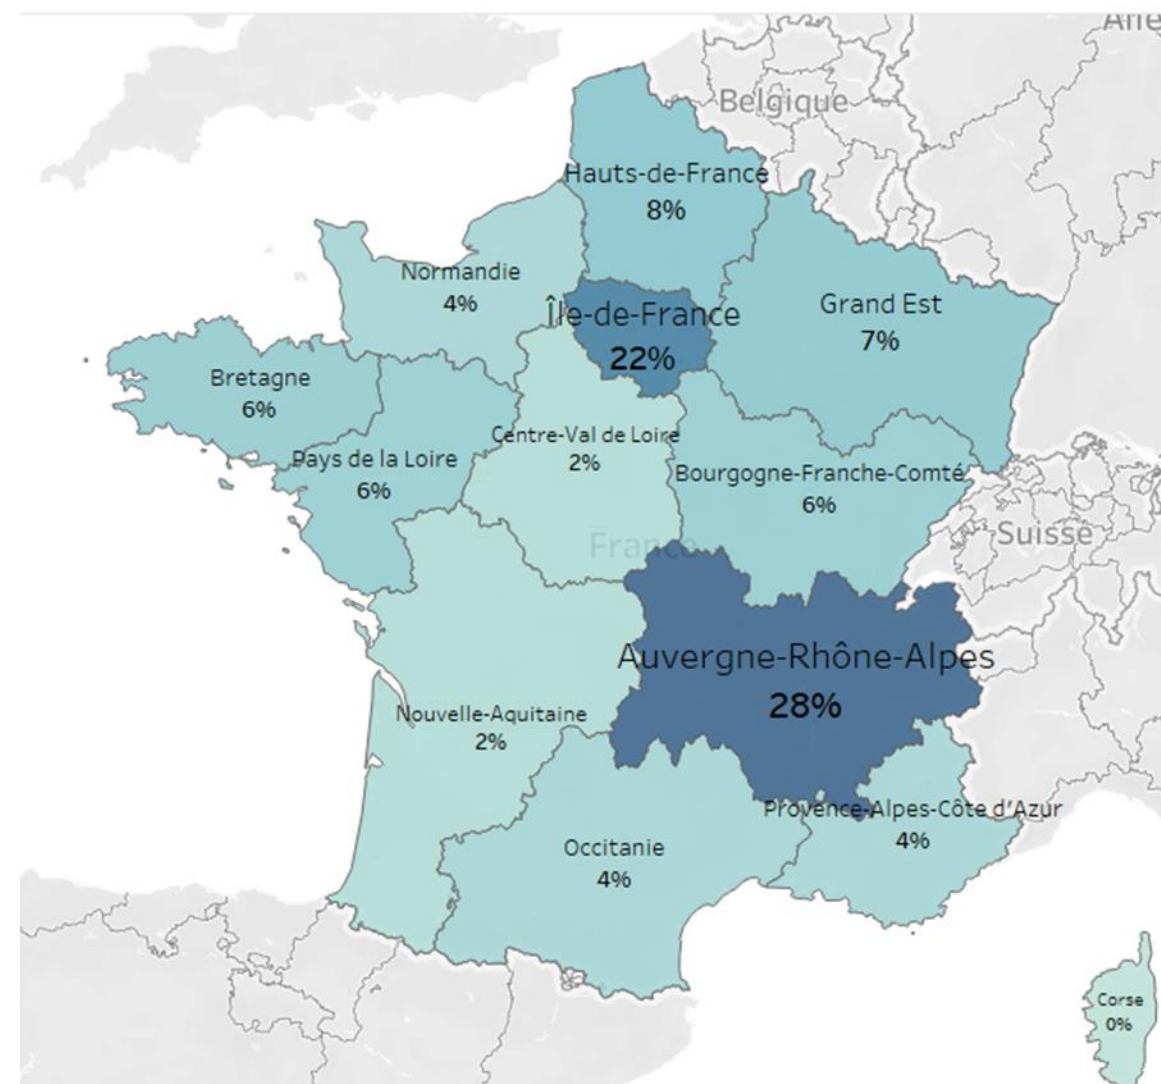 Belgique
Hauts-de-France
8%
Normandie
4%
Île-de-France
22%
Grand Est
7%
Bretagne
6%
Pays de la Loire
6%
Centre-Val de Loire
2%
Bourgogne-Franche-Comté
6%
Suisse
France
Auvergne-Rhône-Alpes
28%
Nouvelle-Aquitaine
2%
Provence-Alpes-Côte d'Azur
4%
Occitanie
4%
Corse
0%